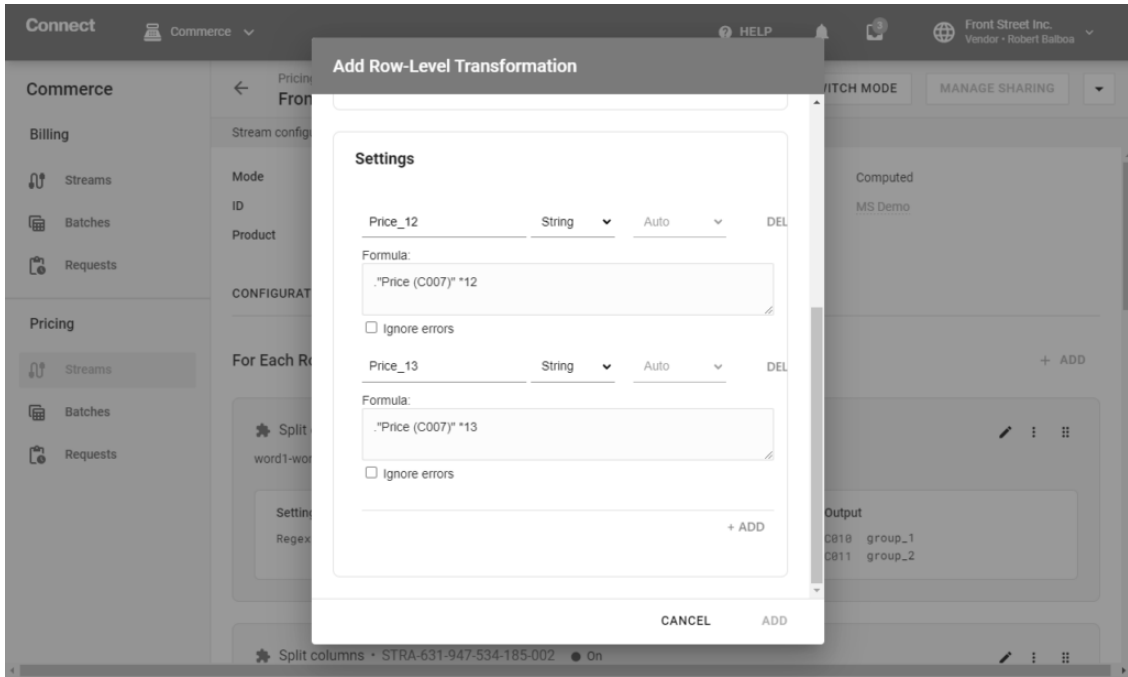 Connect
Commerce
HELP
3
Front Street Inc.
Vendor • Robert Balboa
Add Row-Level Transformation
Commerce
Pricing
Fron
ITCH MODE
MANAGE SHARING
Billing
Stream configu
Settings
Streams
Mode
Computed
ID
MS Demo
Batches
Price_12
String
Auto
DEL
Product
Formula:
Requests
."Price (C007)" *12
CONFIGURAT
Pricing
Ignore errors
For Each Ro
+ ADD
Streams
Price_13
String
Auto
DEL
Formula:
Batches
."Price (C007)" *13
Split
Requests
word1-wor
Ignore errors
Setting
Output
+ ADD
Regex
C010 group_1
C011 group_2
CANCEL
ADD
Split columns • STRA-631-947-534-185-002 ● On